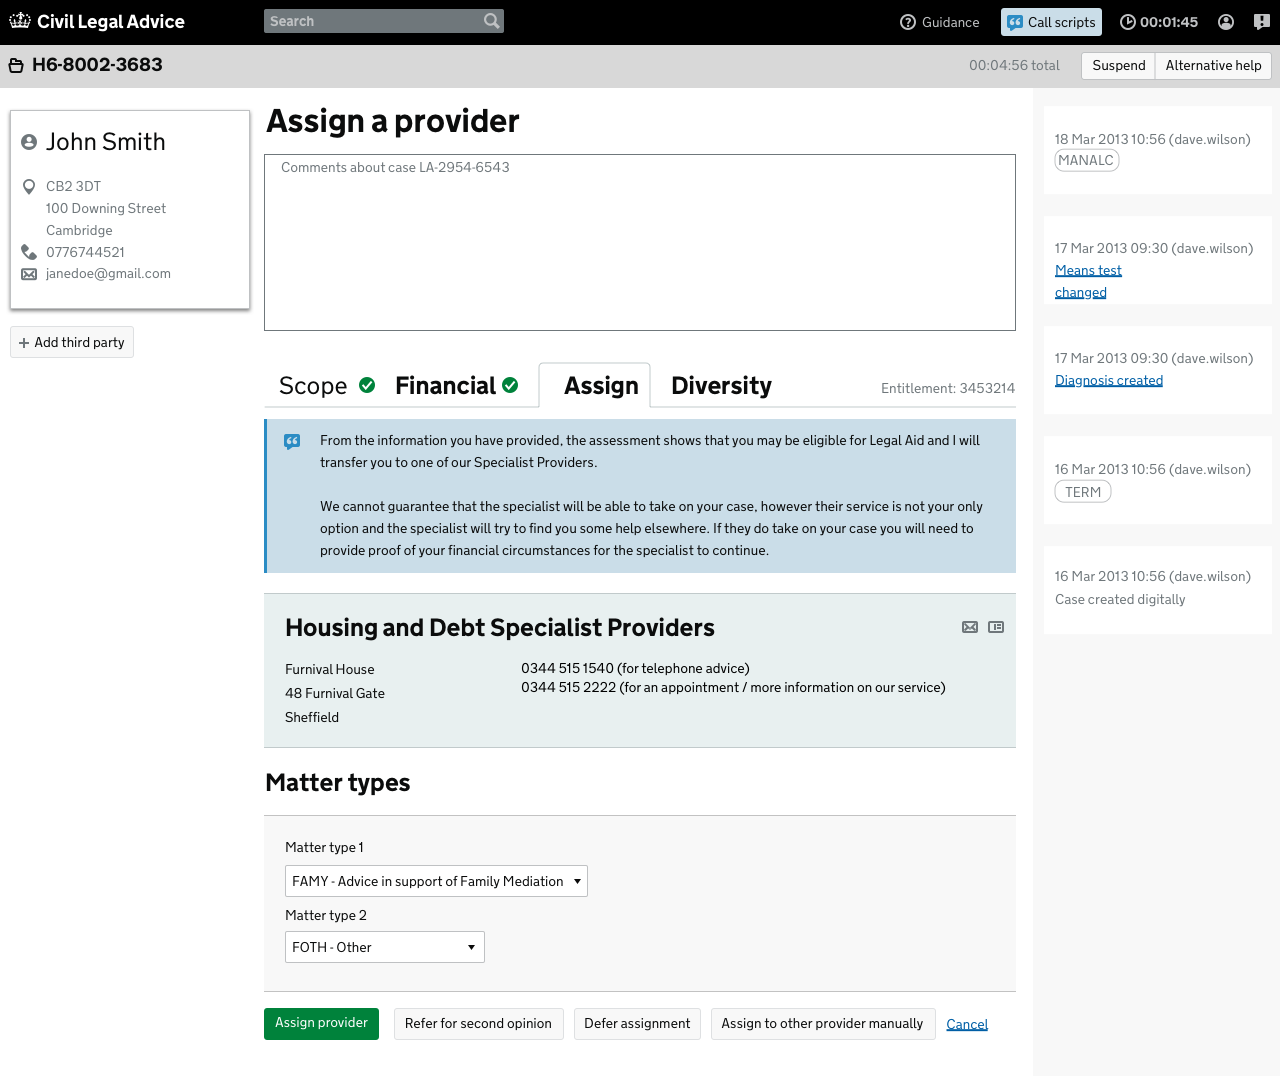 Civil Legal Advice
Search
Guidance
Call scripts
00:01:45
H6-8002-3683
00:04:56 total
Suspend
Alternative help
John Smith
CB2 3DT
100 Downing Street
Cambridge
0776744521
janedoe@gmail.com
Add third party
Assign a provider
Comments about case LA-2954-6543
Scope
Financial
Assign
Diversity
Entitlement: 3453214
From the information you have provided, the assessment shows that you may be eligible for Legal Aid and I will
transfer you to one of our Specialist Providers.
We cannot guarantee that the specialist will be able to take on your case, however their service is not your only
option and the specialist will try to find you some help elsewhere. If they do take on your case you will need to
provide proof of your financial circumstances for the specialist to continue.
Housing and Debt Specialist Providers
Furnival House
48 Furnival Gate
Sheffield
0344 515 1540 (for telephone advice)
0344 515 2222 (for an appointment / more information on our service)
Matter types
Matter type 1
FAMY - Advice in support of Family Mediation
Matter type 2
FOTH - Other
Assign provider
Refer for second opinion
Defer assignment
Assign to other provider manually
Cancel
18 Mar 2013 10:56 (dave.wilson)
MANALC
17 Mar 2013 09:30 (dave.wilson)
Means test
changed
17 Mar 2013 09:30 (dave.wilson)
Diagnosis created
16 Mar 2013 10:56 (dave.wilson)
TERM
16 Mar 2013 10:56 (dave.wilson)
Case created digitally